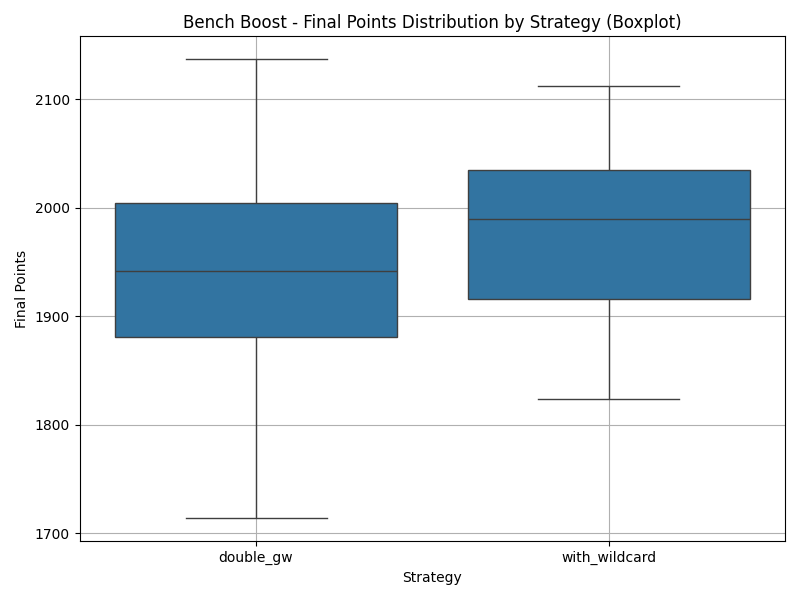 Bench Boost - Final Points Distribution by Strategy (Boxplot)
Final Points
2100
2000
1900
1800
1700
double_gw
with_wildcard
Strategy